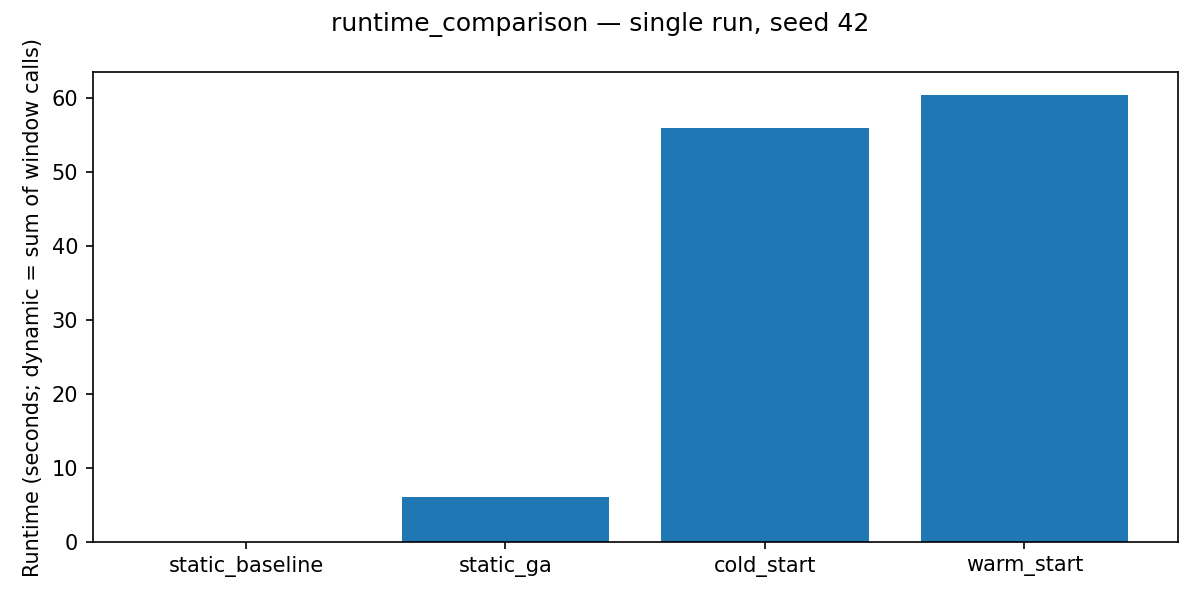 runtime_comparison — single run, seed 42
Runtime (seconds; dynamic = sum of window calls)
60
50
40
30
20
10
0
static_baseline
static_ga
cold_start
warm_start